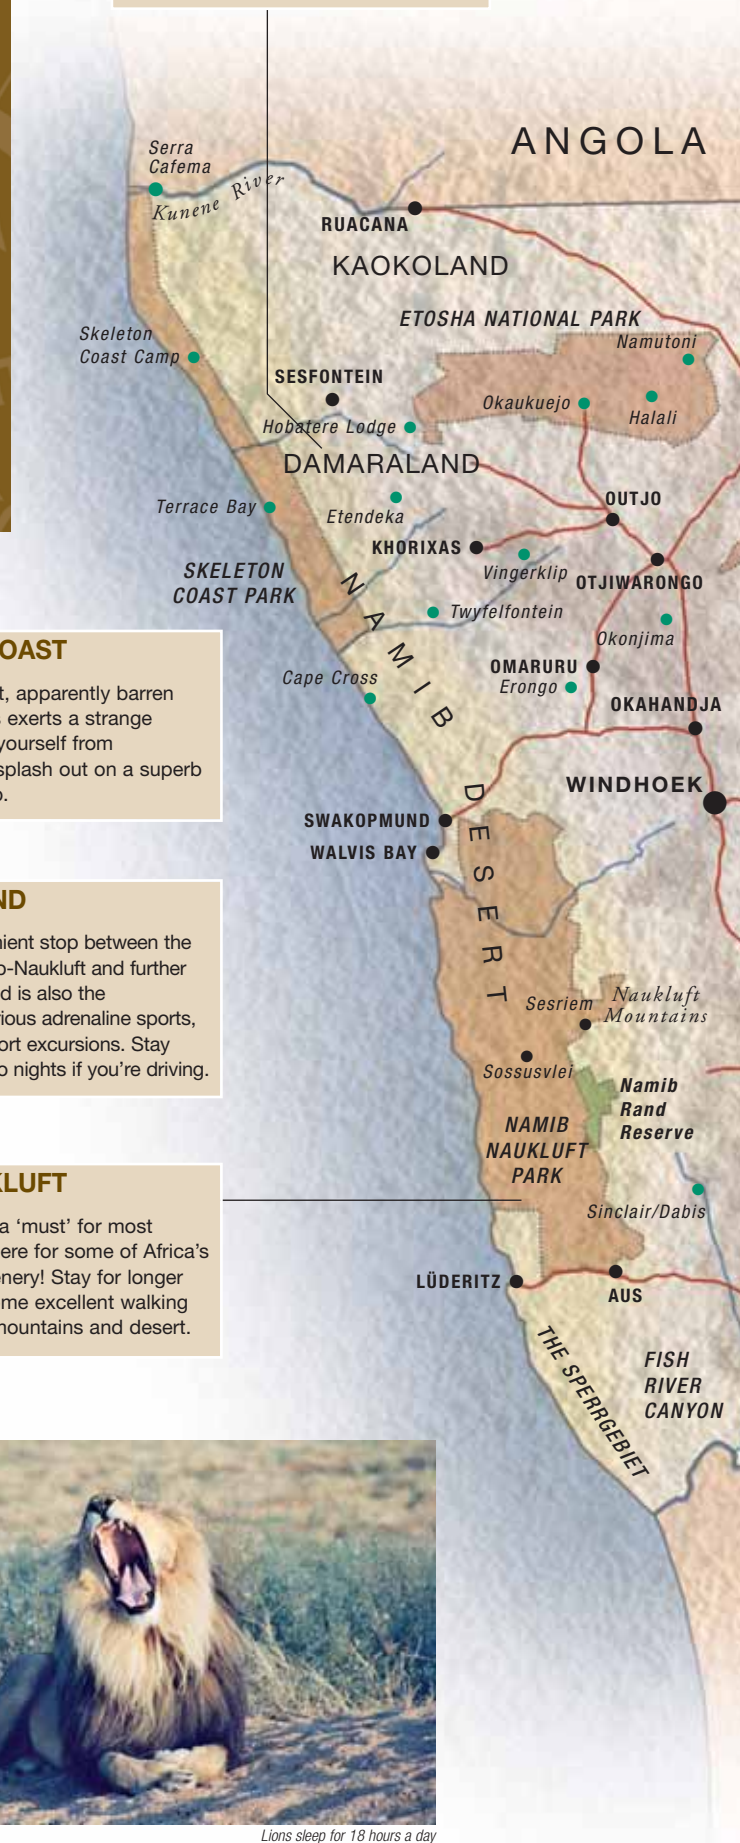 ANGOLA
Serra
Cafema
Kunene River
RUACANA
KAOKOLAND
ETOSHA NATIONAL PARK
Namutoni
Skeleton
Coast Camp
SESFONTEIN
Okaukuejo
Halali
Hobatere Lodge
DAMARALAND
Terrace Bay
Etendeka
OUTJO
KHORIXAS
Vingerklip
OTJIWARONGO
SKELETON
COAST PARK
Twyfelfontein
Okonjima
OMARURU
Erongo
Cape Cross
OKAHANDJA
NAMIB DESERT
WINDHOEK
SWAKOPMUND
WALVIS BAY
Sesriem
Naukluft
Mountains
Sossusvlei
Namib
Rand
Reserve
NAMIB
NAUKLUFT
PARK
Sinclair/Dabis
LÜDERITZ
AUS
THE SPERRGEBIET
FISH
RIVER
CANYON
OAST
t, apparently barren
s exerts a strange
yourself from
splash out on a superb
o.
ND
nient stop between the
b-Naukluft and further
d is also the
rious adrenaline sports,
ort excursions. Stay
o nights if you're driving.
KLUFT
a ‘must’ for most
ere for some of Africa's
enery! Stay for longer
me excellent walking
mountains and desert.
Lions sleep for 18 hours a day